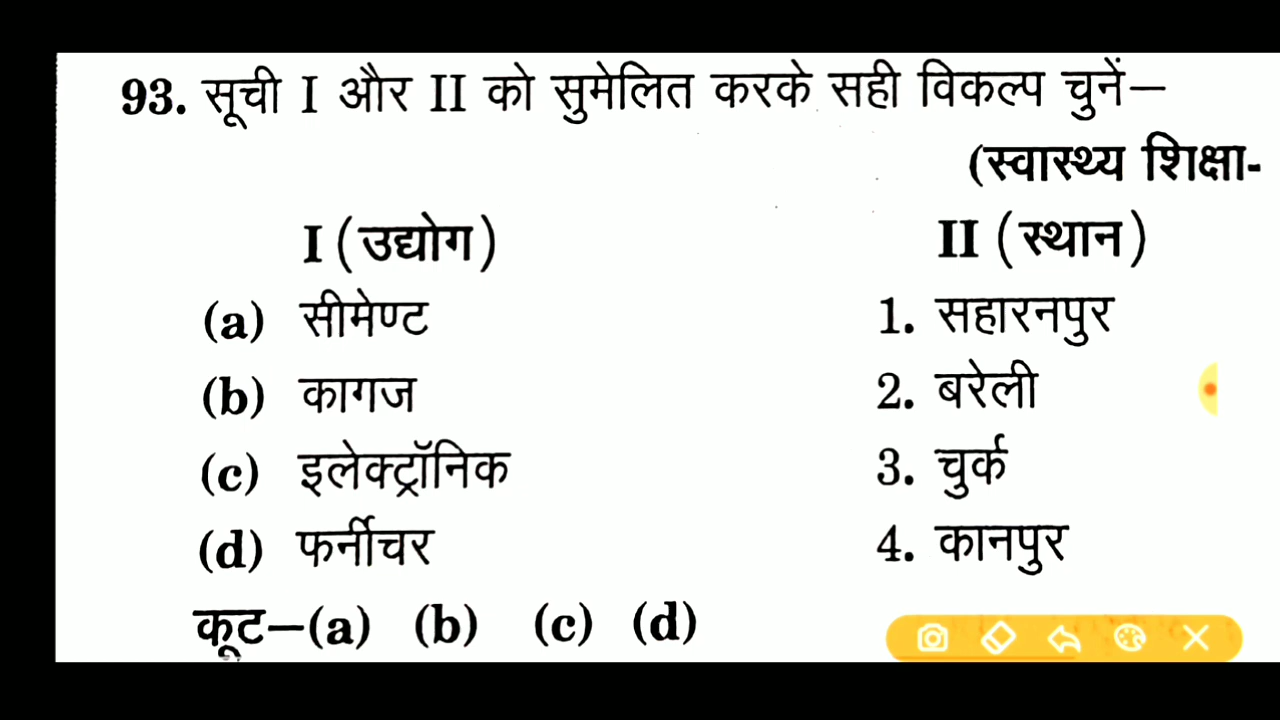 93. सूची I और II को सुमेलित करके सही विकल्प चुनें–
(स्वास्थ्य शिक्षा-
I (उद्योग) II (स्थान)
(a) सीमेण्ट 1. सहारनपुर
(b) कागज 2. बरेली
(c) इलेक्ट्रॉनिक 3. चुर्क
(d) फर्नीचर 4. कानपुर
कूट–(a) (b) (c) (d)